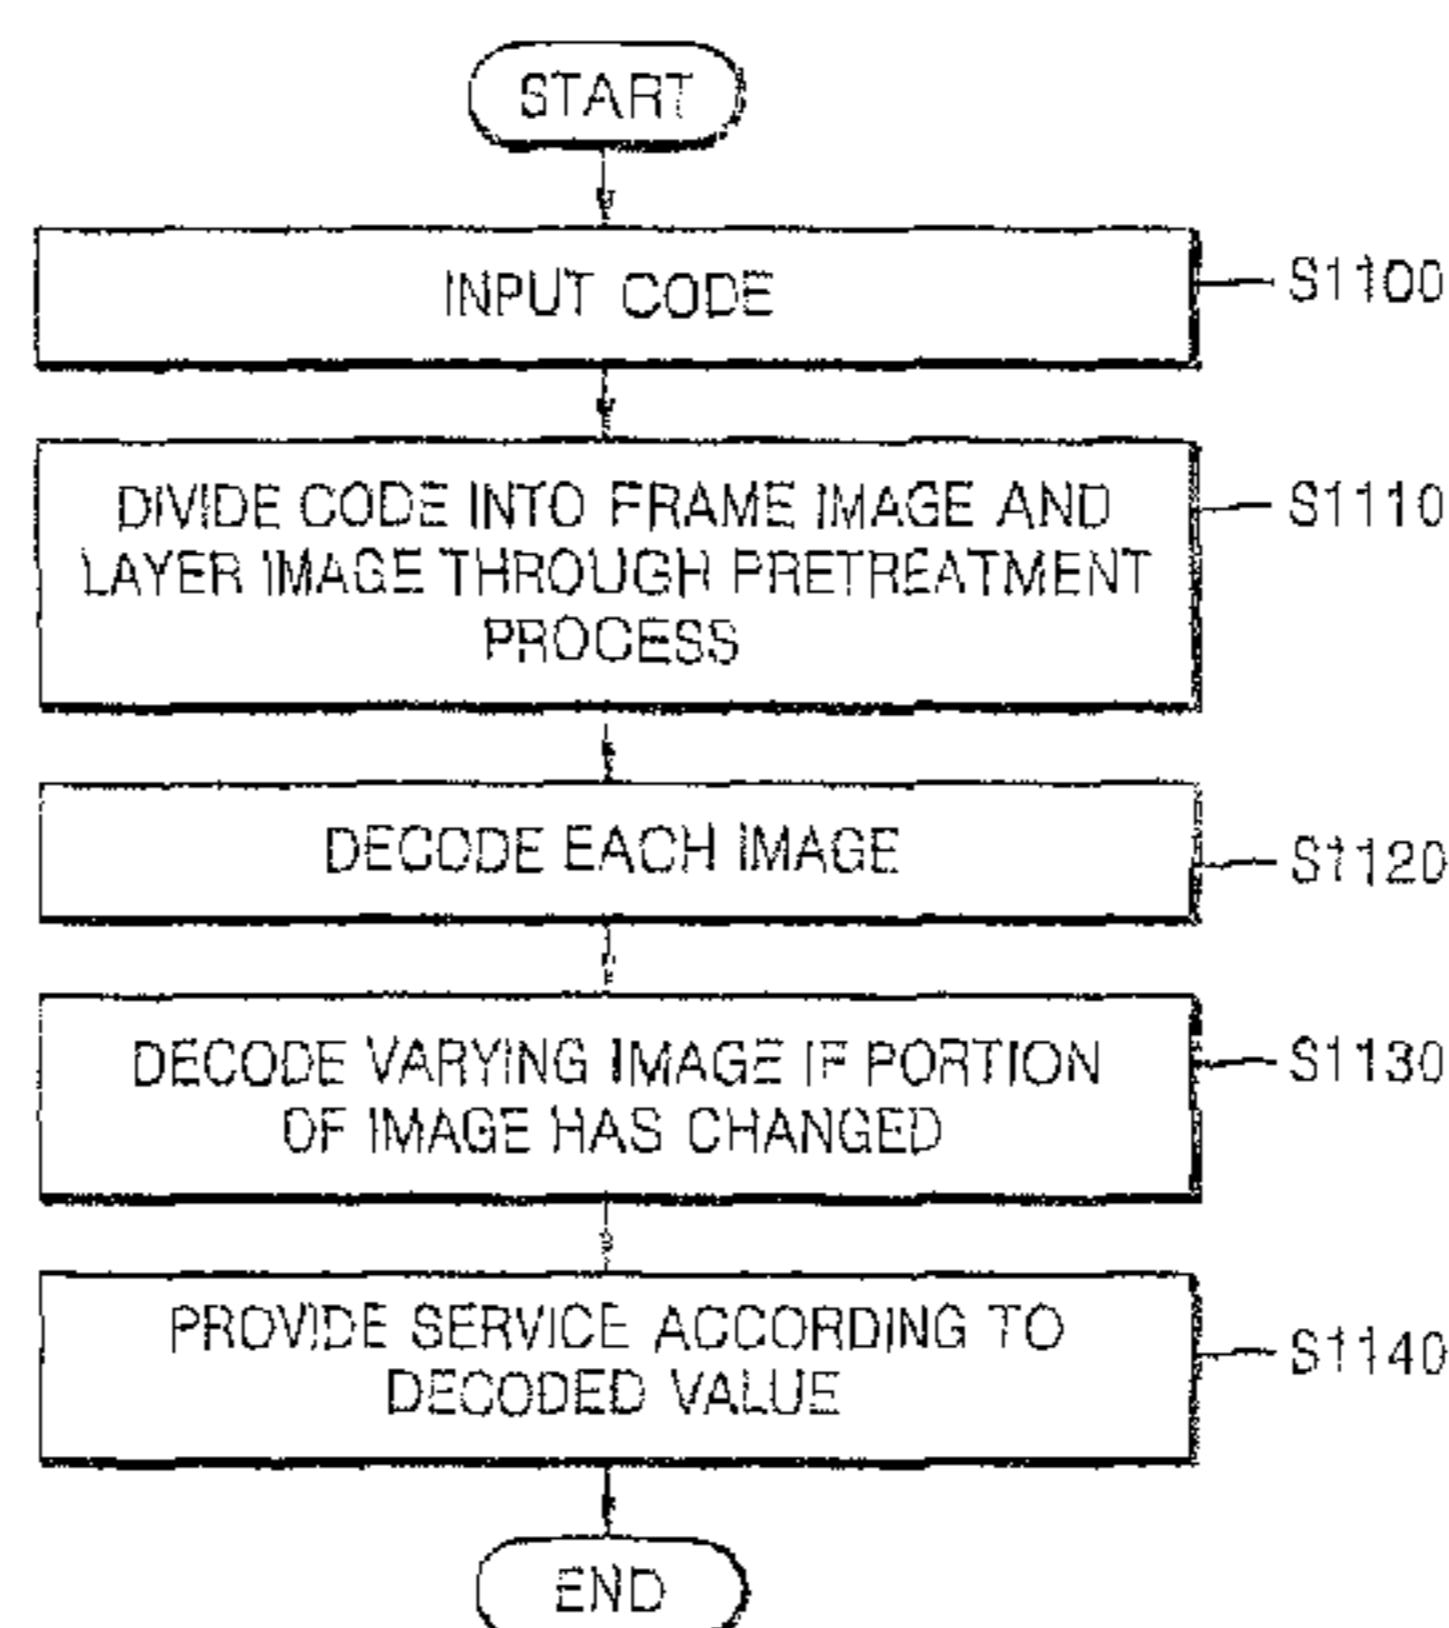 START
INPUT CODE
S1100
DIVIDE CODE INTO FRAME IMAGE AND
LAYER IMAGE THROUGH PRETREATMENT
PROCESS
S1110
DECODE EACH IMAGE
S1120
DECODE VARYING IMAGE IF PORTION
OF IMAGE HAS CHANGED
S1130
PROVIDE SERVICE ACCORDING TO
DECODED VALUE
S1140
END